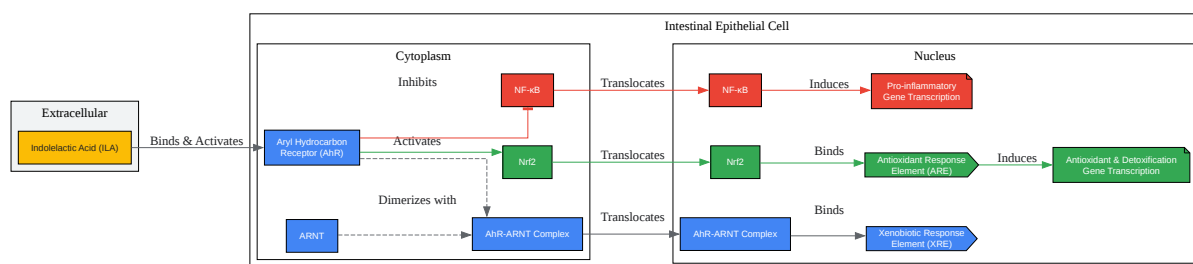 Intestinal Epithelial Cell
Cytoplasm
Nucleus
Inhibits
NF-κB
Translocates
NF-κB
Induces
Pro-inflammatory
Gene Transcription
Extracellular
Indolelactic Acid (ILA)
Binds & Activates
Aryl Hydrocarbon
Receptor (AhR)
Activates
Nrf2
Translocates
Nrf2
Binds
Antioxidant Response
Element (ARE)
Induces
Antioxidant & Detoxification
Gene Transcription
Dimerizes with
ARNT
AhR-ARNT Complex
Translocates
AhR-ARNT Complex
Binds
Xenobiotic Response
Element (XRE)